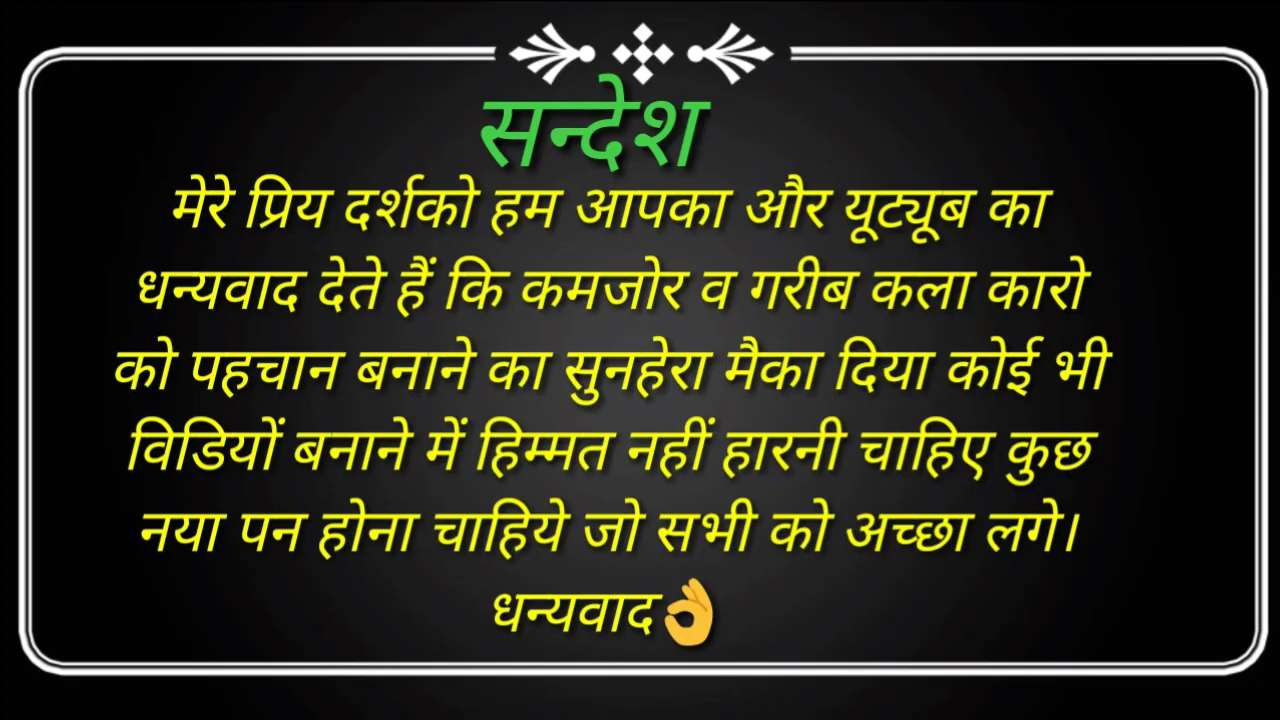 सन्देश
मेरे प्रिय दर्शको हम आपका और यूट्यूब का
धन्यवाद देते हैं कि कमजोर व गरीब कला कारो
को पहचान बनाने का सुनहेरा मैका दिया कोई भी
विडियों बनाने में हिम्मत नहीं हारनी चाहिए कुछ
नया पन होना चाहिये जो सभी को अच्छा लगे।
धन्यवाद👌